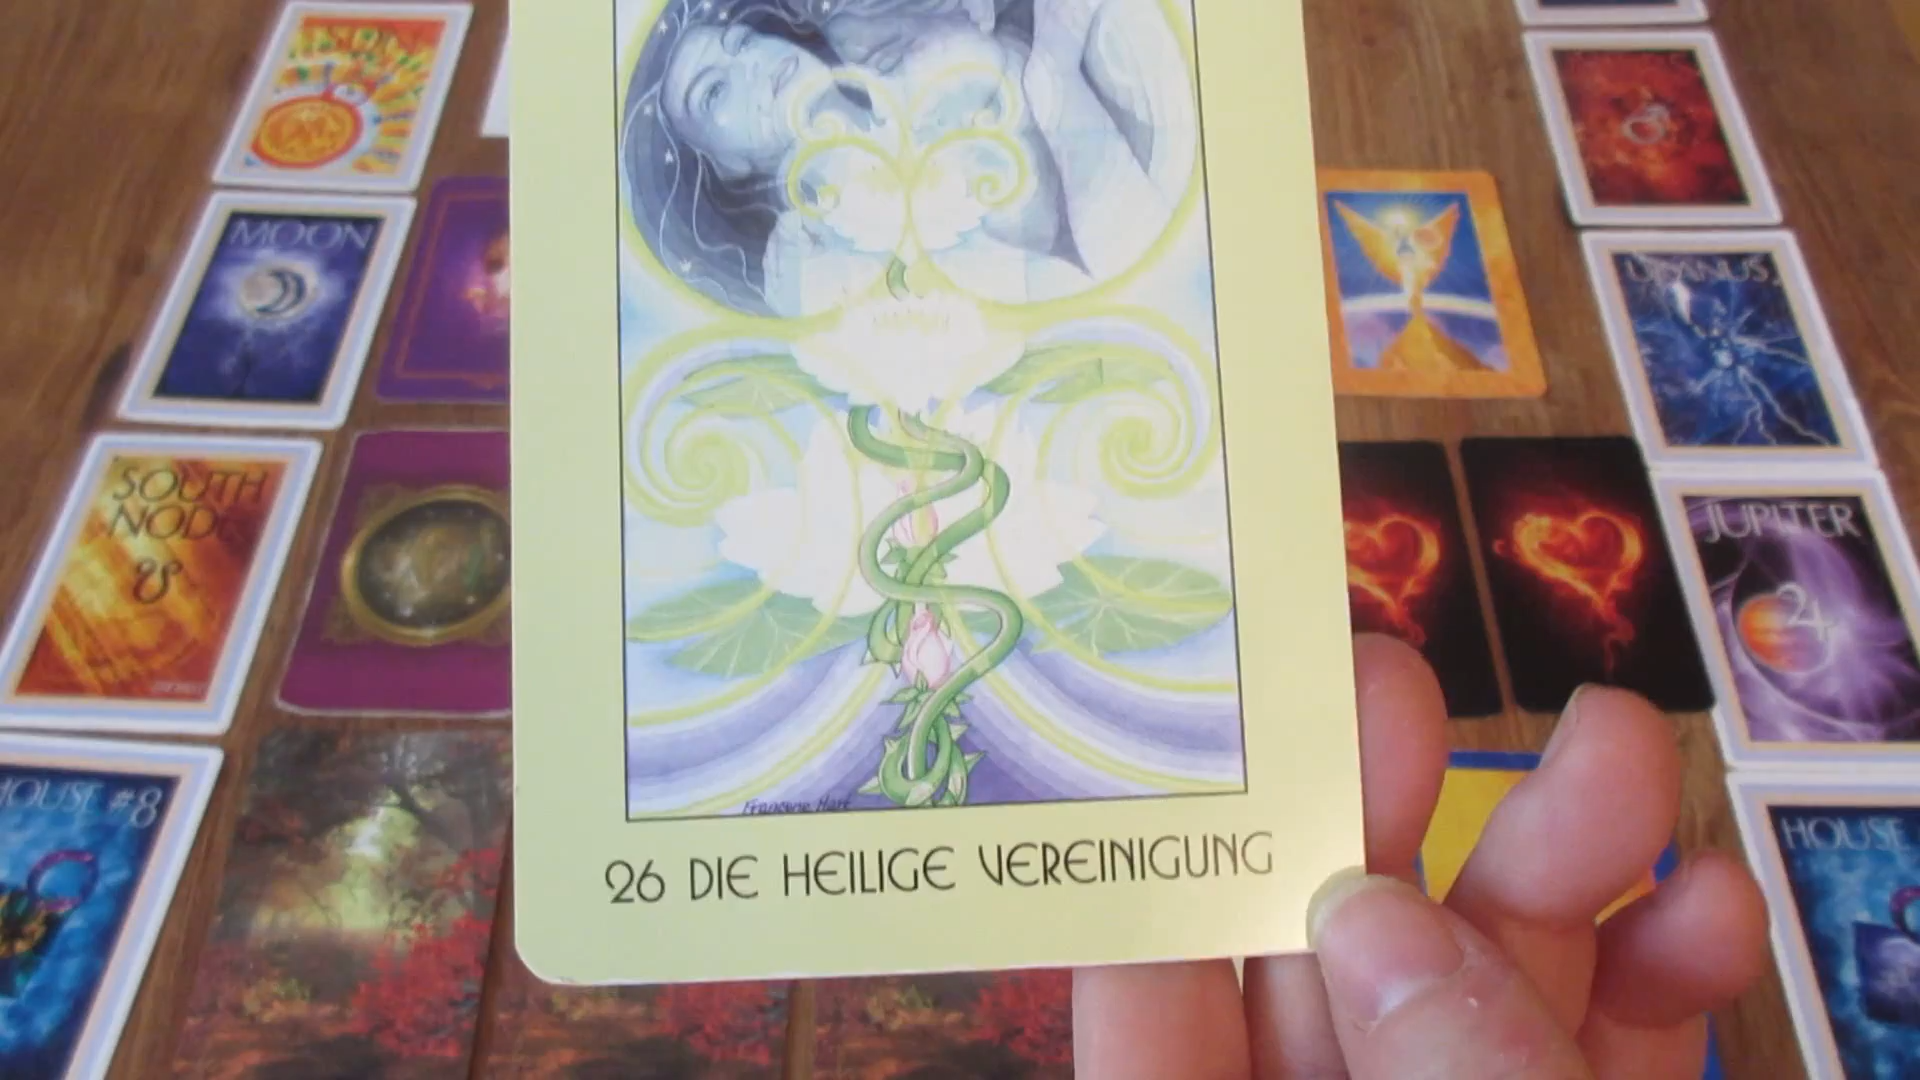 MOON
SOUTH
NODE
HOUSE #8
URANUS
JUPITER
HOUSE
Francene Hart
26 DIE HEILIGE VEREINIGUNG